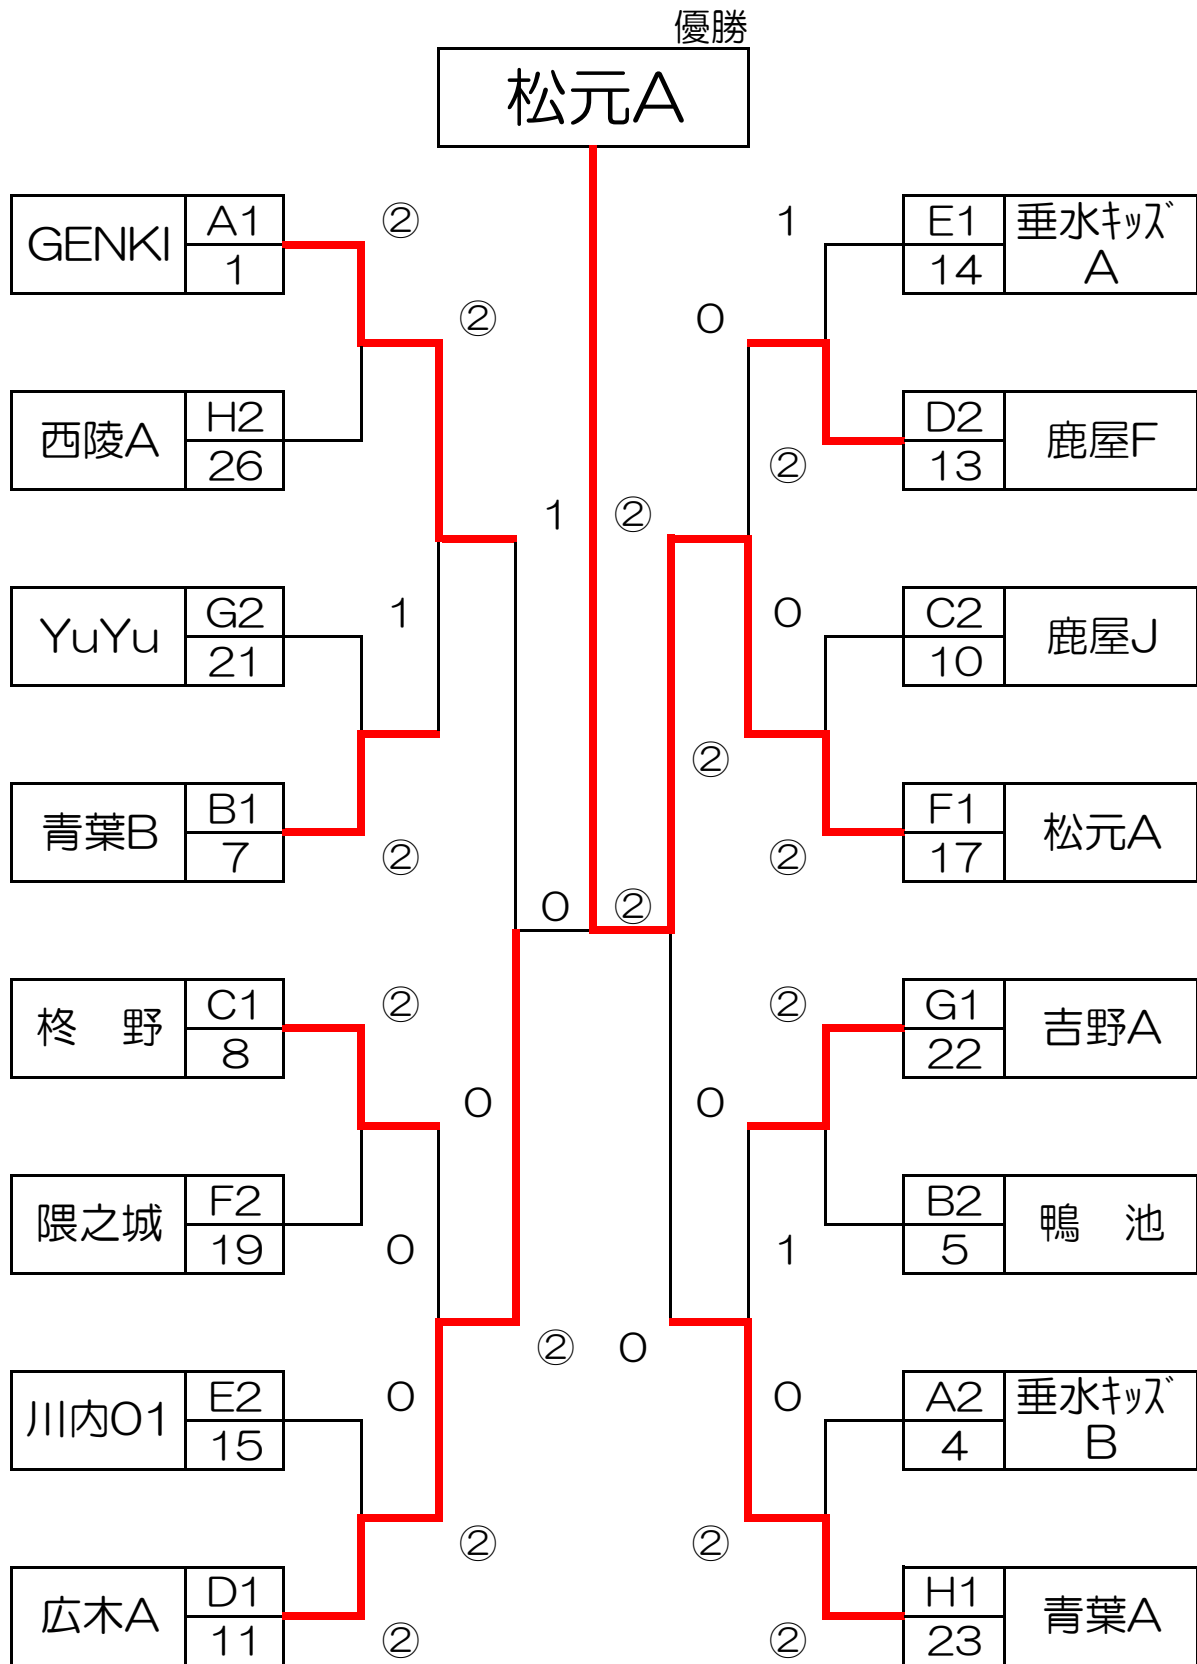 優勝
松元A
GENKI A1 ② 1 E1 垂水キッズ
1 14 A
② 0
西陵A H2 D2 鹿屋F
26 ② 13
1 ②
YuYu G2 1 0 C2 鹿屋J
21 10
②
青葉B B1 F1 松元A
7 ② ② 17
0 ②
柊　野 C1 ② ② G1 吉野A
8 22
0 0
隈之城 F2 B2 鴨　池
19 0 1 5
② 0
川内01 E2 0 0 A2 垂水キッズ
15 4 B
② ②
広木A D1 H1 青葉A
11 ② ② 23